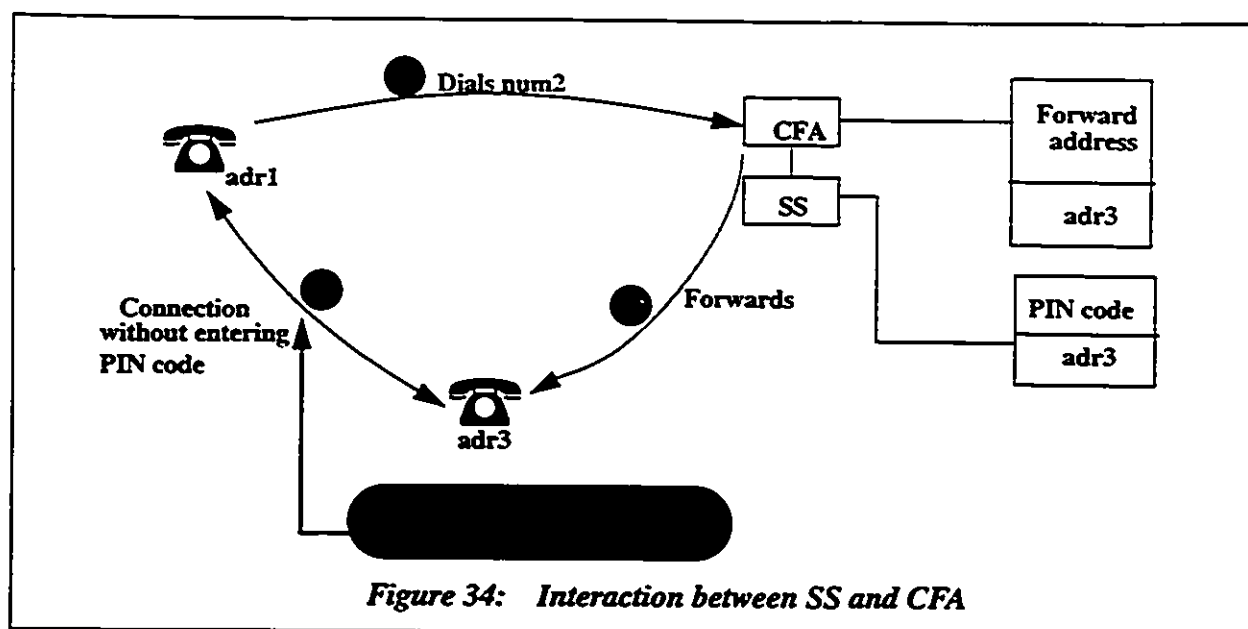 Dials num2
CFA
Forward
address
adr1
SS
adr3
Connection
without entering
PIN code
Forwards
PIN code
adr3
adr3
Figure 34: Interaction between SS and CFA